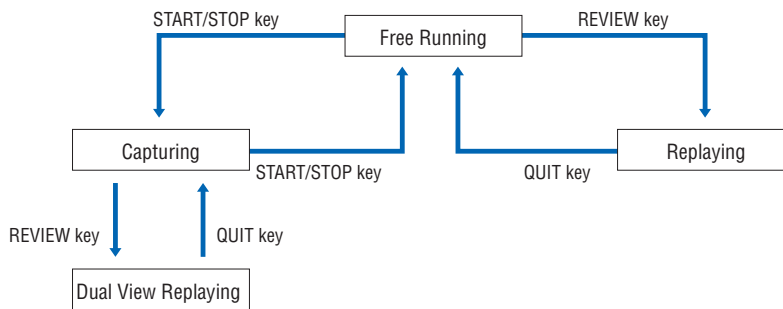 START/STOP key
Free Running
REVIEW key
Capturing
Replaying
START/STOP key
QUIT key
REVIEW key
QUIT key
Dual View Replaying